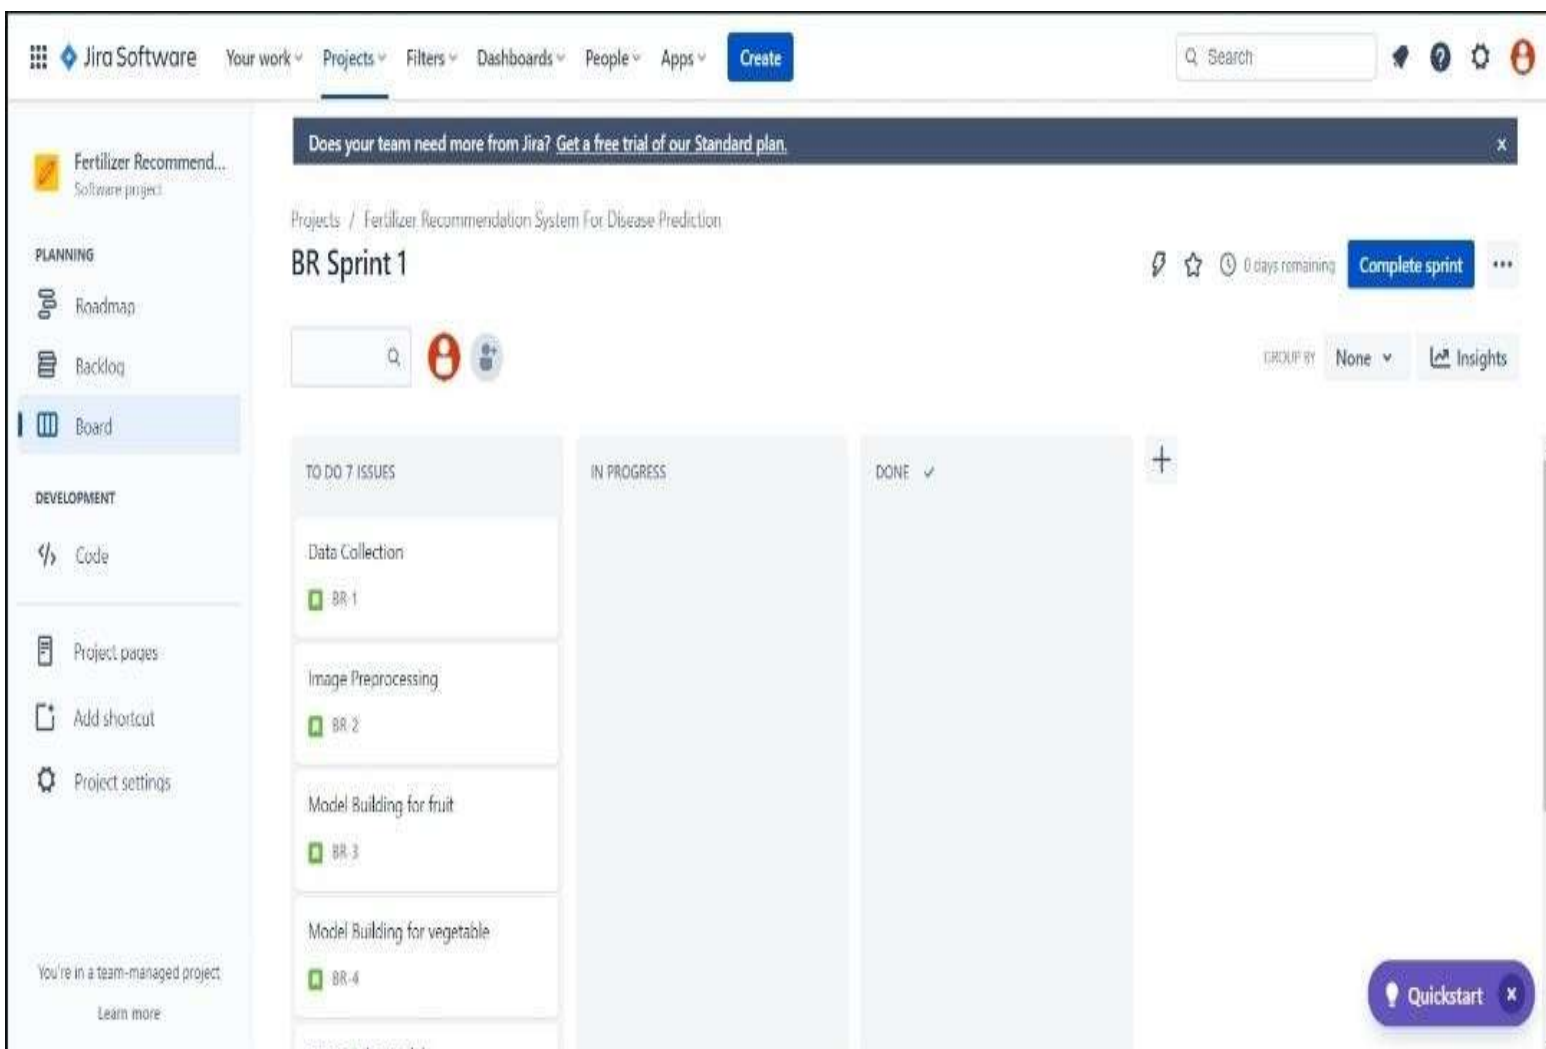 Jira Software Your work Projects Filters Dashboards People Apps Create Search
Does your team need more from Jira? Get a free trial of our Standard plan.
Fertilizer Recommend...
Software project
Projects / Fertilizer Recommendation System For Disease Prediction
BR Sprint 1
0 days remaining Complete sprint
PLANNING
Roadmap
Backlog
Board
DEVELOPMENT
Code
Project pages
Add shortcut
Project settings
You're in a team-managed project
Learn more
GROUP BY None Insights
TO DO 7 ISSUES
Data Collection
BR-1
Image Preprocessing
BR-2
Model Building for fruit
BR-3
Model Building for vegetable
BR-4
IN PROGRESS
DONE
Quickstart